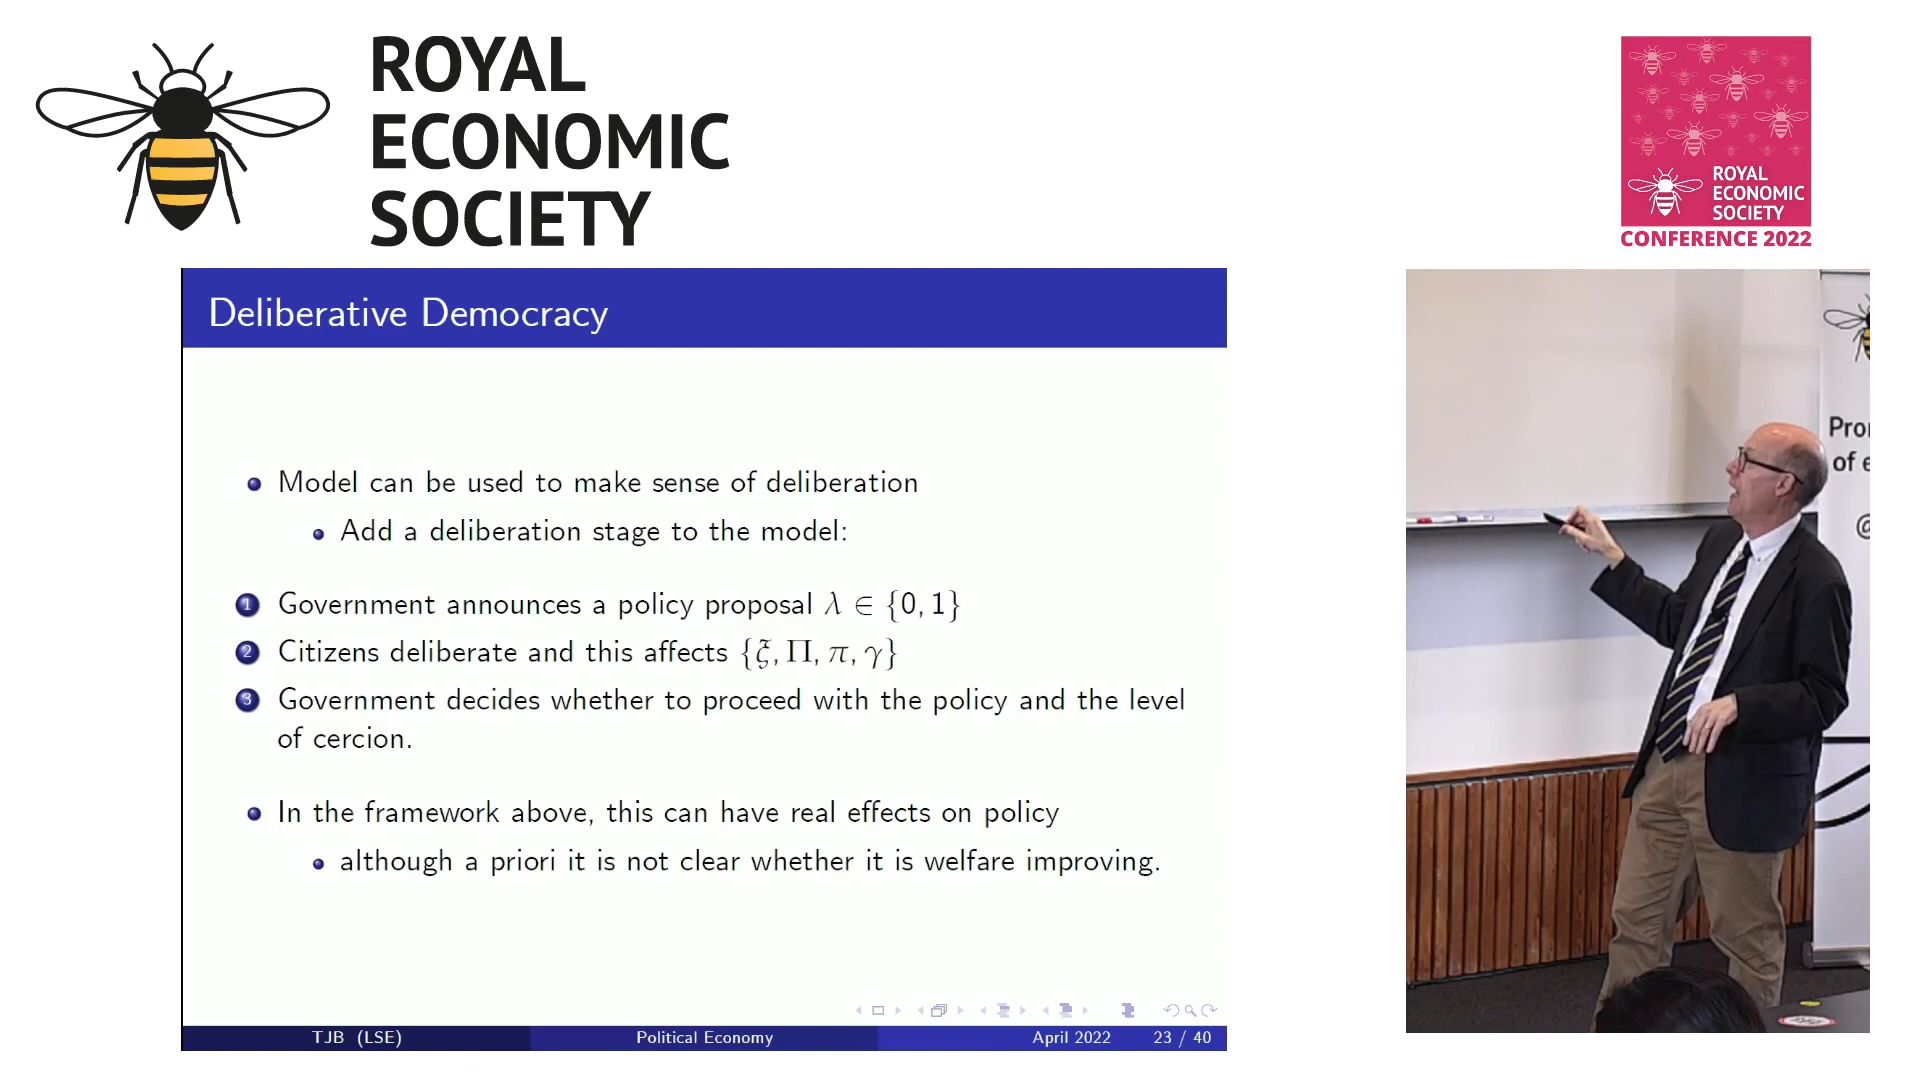 ROYAL
ECONOMIC
SOCIETY
ROYAL
ECONOMIC
SOCIETY
CONFERENCE 2022
Deliberative Democracy
Model can be used to make sense of deliberation
Add a deliberation stage to the model:
1 Government announces a policy proposal λ ∈ {0, 1}
2 Citizens deliberate and this affects {ξ, Π, π, γ}
3 Government decides whether to proceed with the policy and the level
of cercion.
In the framework above, this can have real effects on policy
although a priori it is not clear whether it is welfare improving.
TJB (LSE) Political Economy April 2022 23 / 40
of
@